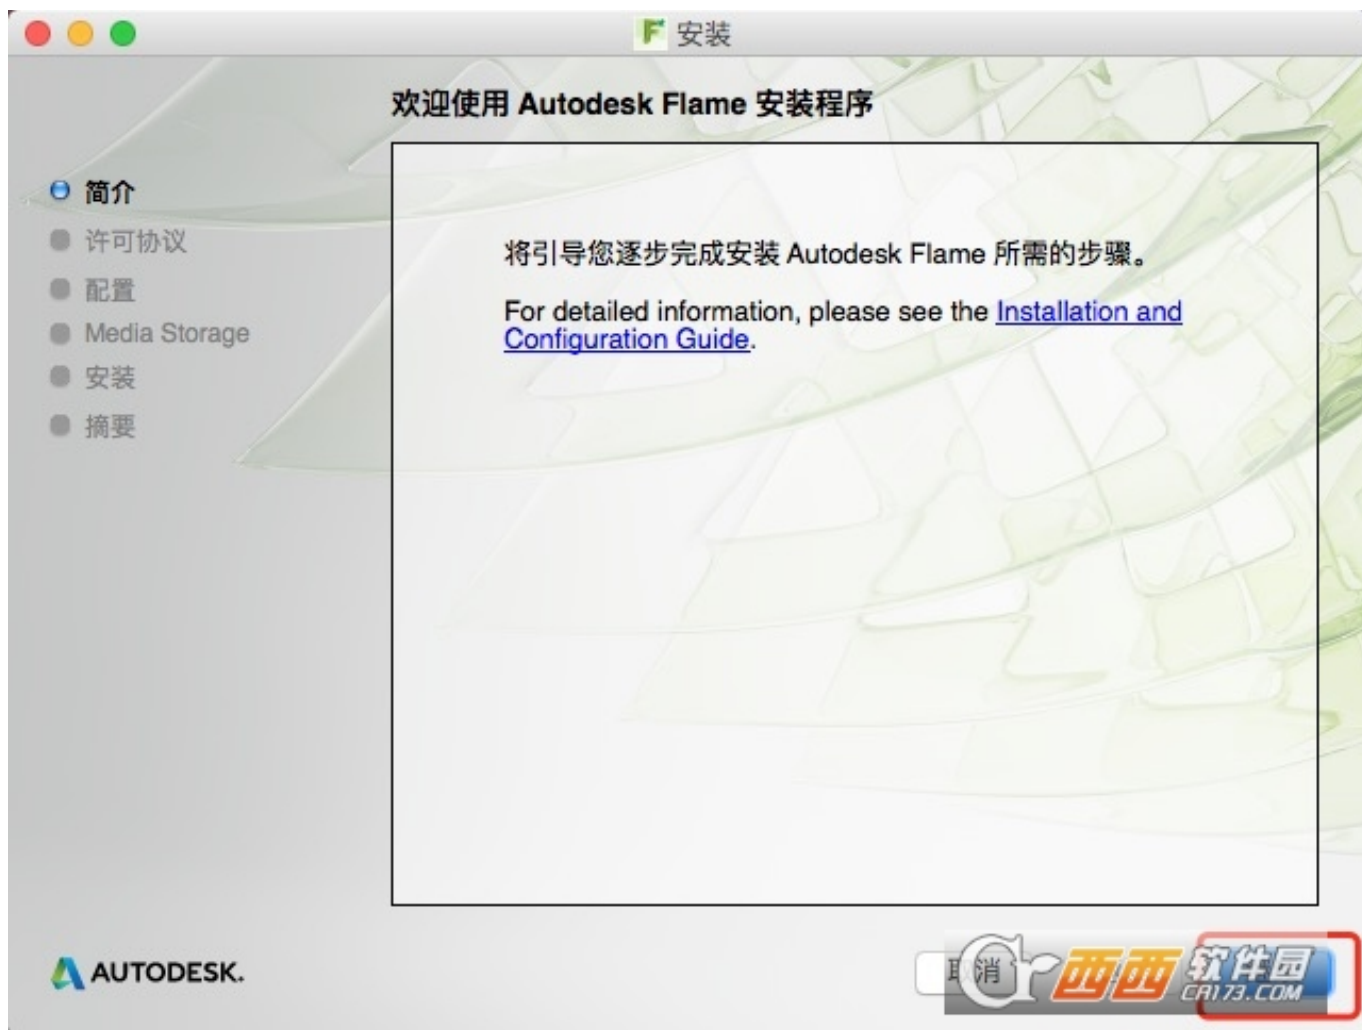 安装
欢迎使用 Autodesk Flame 安装程序
简介
许可协议
配置
Media Storage
安装
摘要
将引导您逐步完成安装 Autodesk Flame 所需的步骤。
For detailed information, please see the Installation and
Configuration Guide.
AUTODESK.
取消
西西软件园
CR173.COM